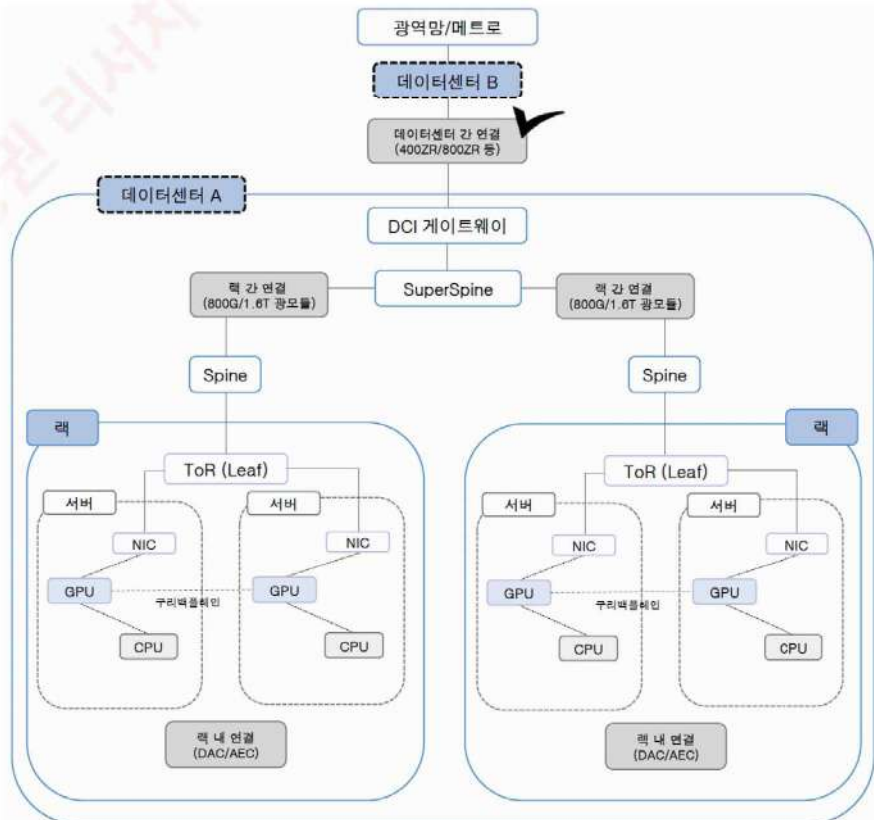 광역망/메트로
데이터센터 B
데이터센터 간 연결
(400ZR/800ZR 등)
데이터센터 A
DCI 게이트웨이
랙 간 연결
(800G/1.6T 광모듈)
SuperSpine
랙 간 연결
(800G/1.6T 광모듈)
Spine
Spine
랙
랙
ToR (Leaf)
ToR (Leaf)
서버
서버
서버
서버
NIC
NIC
NIC
NIC
GPU
구리백플레인
GPU
GPU
구리백플레인
GPU
CPU
CPU
CPU
CPU
랙 내 연결
(DAC/AEC)
랙 내 연결
(DAC/AEC)